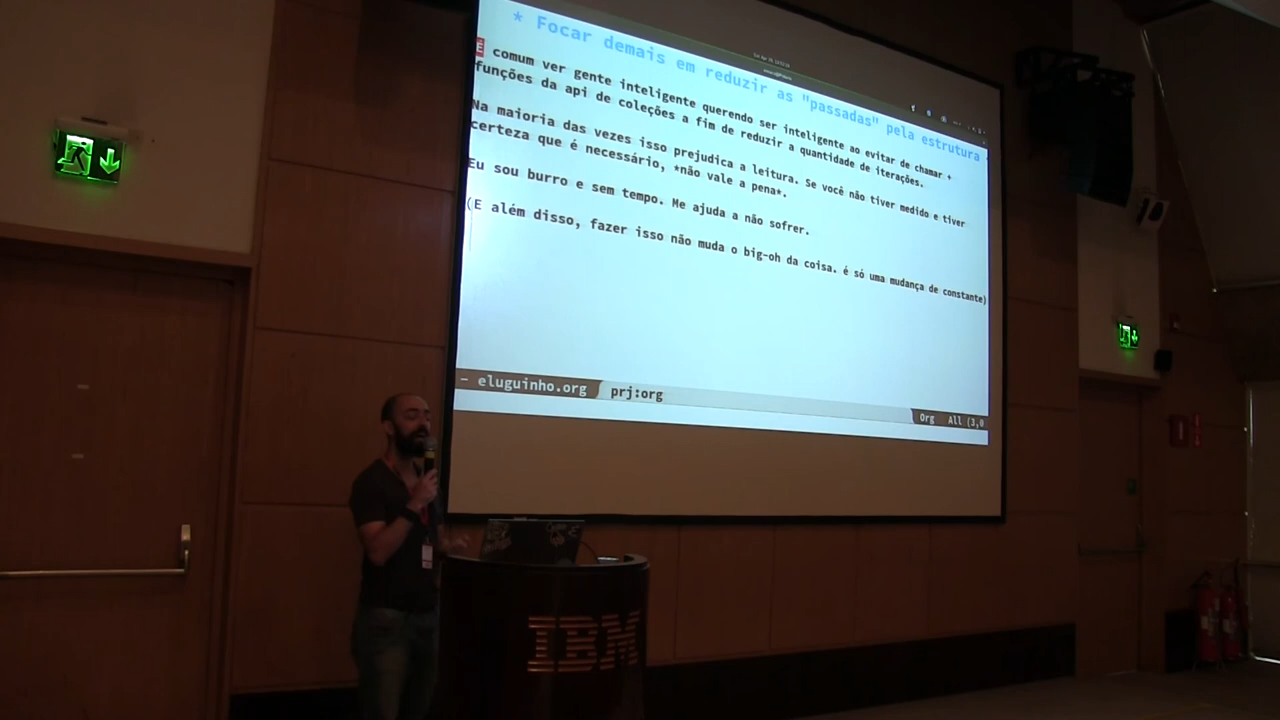 * Focar demais em reduzir as "passadas" pela estrutura
É comum ver gente inteligente querendo ser inteligente ao evitar de chamar +
funções da api de coleções a fim de reduzir a quantidade de iterações.
Na maioria das vezes isso prejudica a leitura. Se você não tiver medido e tiver
certeza que é necessário, *não vale a pena*.
Eu sou burro e sem tempo. Me ajuda a não sofrer.
(E além disso, fazer isso não muda o big-oh da coisa. é só uma mudança de constante)
- eluguinho.org prj:org Org All (3,0
IBM